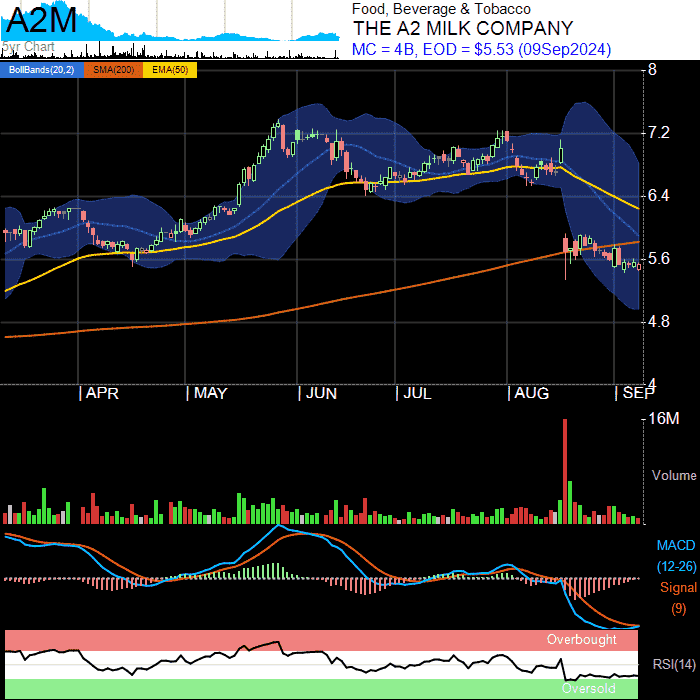 A2M
5yr Chart
Food, Beverage & Tobacco
THE A2 MILK COMPANY
MC = 4B, EOD = $5.53 (09Sep2024)
BollBands(20,2) SMA(200) EMA(50)
8
7.2
6.4
5.6
4.8
4
APR MAY JUN JUL AUG SEP
16M
Volume
MACD
(12-26)
Signal
(9)
Overbought
RSI(14)
Oversold